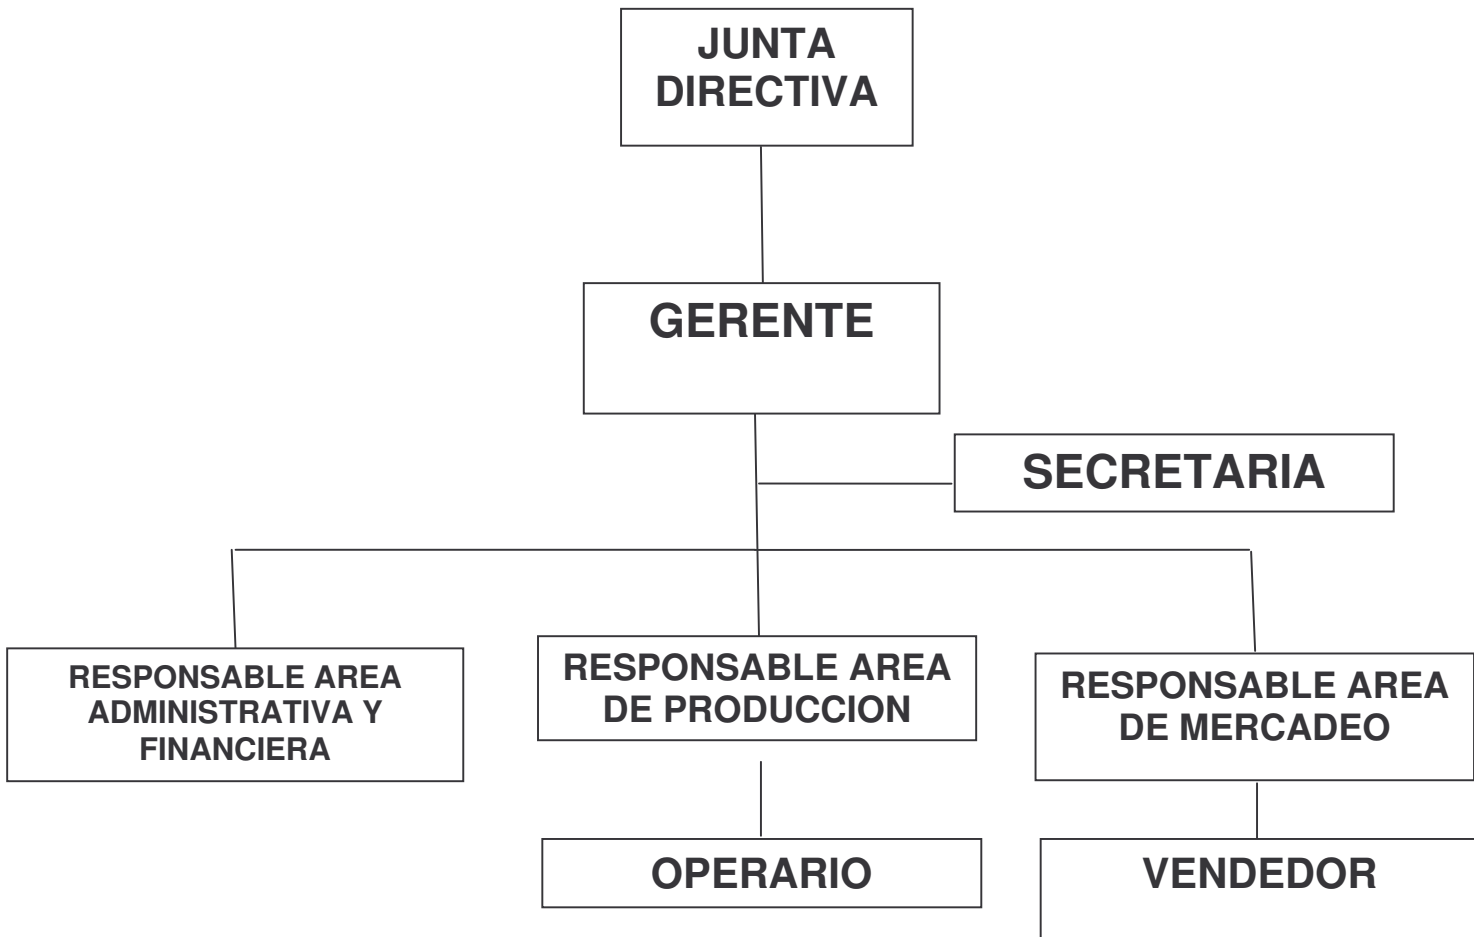 JUNTA
DIRECTIVA
GERENTE
SECRETARIA
RESPONSABLE AREA
ADMINISTRATIVA Y
FINANCIERA
RESPONSABLE AREA
DE PRODUCCION
RESPONSABLE AREA
DE MERCADEO
OPERARIO
VENDEDOR